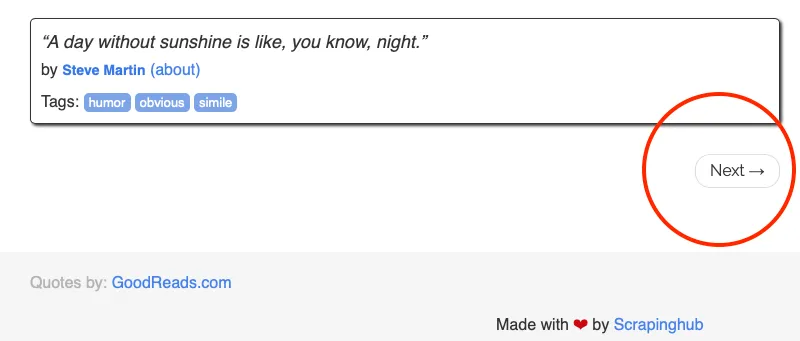 “A day without sunshine is like, you know, night.”
by Steve Martin (about)
Tags: humor obvious simile
Next →
Quotes by: GoodReads.com
Made with ❤ by Scrapinghub